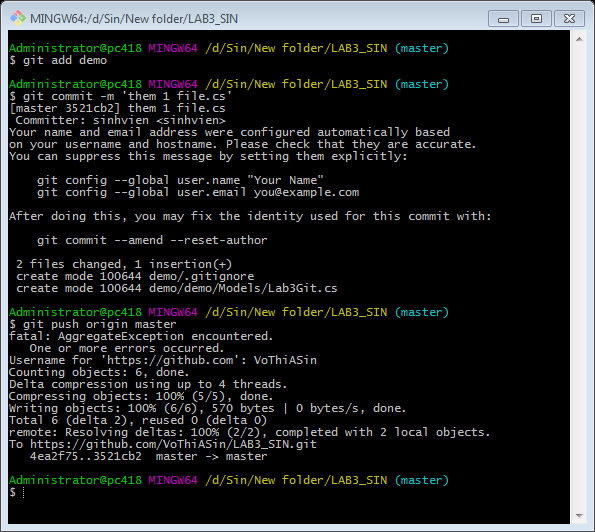 MINGW64:/d/Sin/New folder/LAB3_SIN
Administrator@pc418 MINGW64 /d/Sin/New folder/LAB3_SIN (master)
$ git add demo
Administrator@pc418 MINGW64 /d/Sin/New folder/LAB3_SIN (master)
$ git commit -m 'them 1 file.cs'
[master 3521cb2] them 1 file.cs
Committer: sinhvien <sinhvien>
Your name and email address were configured automatically based
on your username and hostname. Please check that they are accurate.
You can suppress this message by setting them explicitly:
git config --global user.name "Your Name"
git config --global user.email you@example.com
After doing this, you may fix the identity used for this commit with:
git commit --amend --reset-author
2 files changed, 1 insertion(+)
create mode 100644 demo/.gitignore
create mode 100644 demo/demo/Models/Lab3Git.cs
Administrator@pc418 MINGW64 /d/Sin/New folder/LAB3_SIN (master)
$ git push origin master
fatal: AggregateException encountered.
One or more errors occurred.
Username for 'https://github.com': VoThiASin
Counting objects: 6, done.
Delta compression using up to 4 threads.
Compressing objects: 100% (5/5), done.
Writing objects: 100% (6/6), 570 bytes | 0 bytes/s, done.
Total 6 (delta 2), reused 0 (delta 0)
remote: Resolving deltas: 100% (2/2), completed with 2 local objects.
To https://github.com/VoThiASin/LAB3_SIN.git
4ea2f75..3521cb2  master -> master
Administrator@pc418 MINGW64 /d/Sin/New folder/LAB3_SIN (master)
$